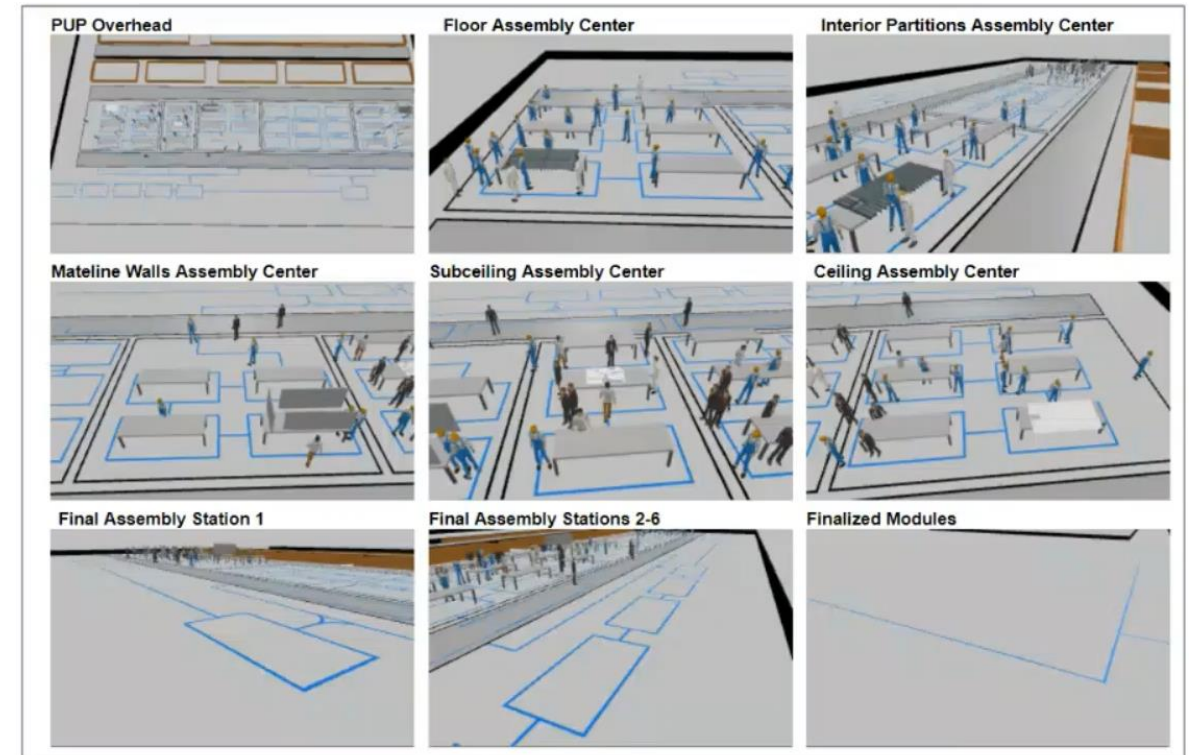 PUP Overhead
Floor Assembly Center
Interior Partitions Assembly Center
Mateline Walls Assembly Center
Subceiling Assembly Center
Ceiling Assembly Center
Final Assembly Station 1
Final Assembly Stations 2-6
Finalized Modules